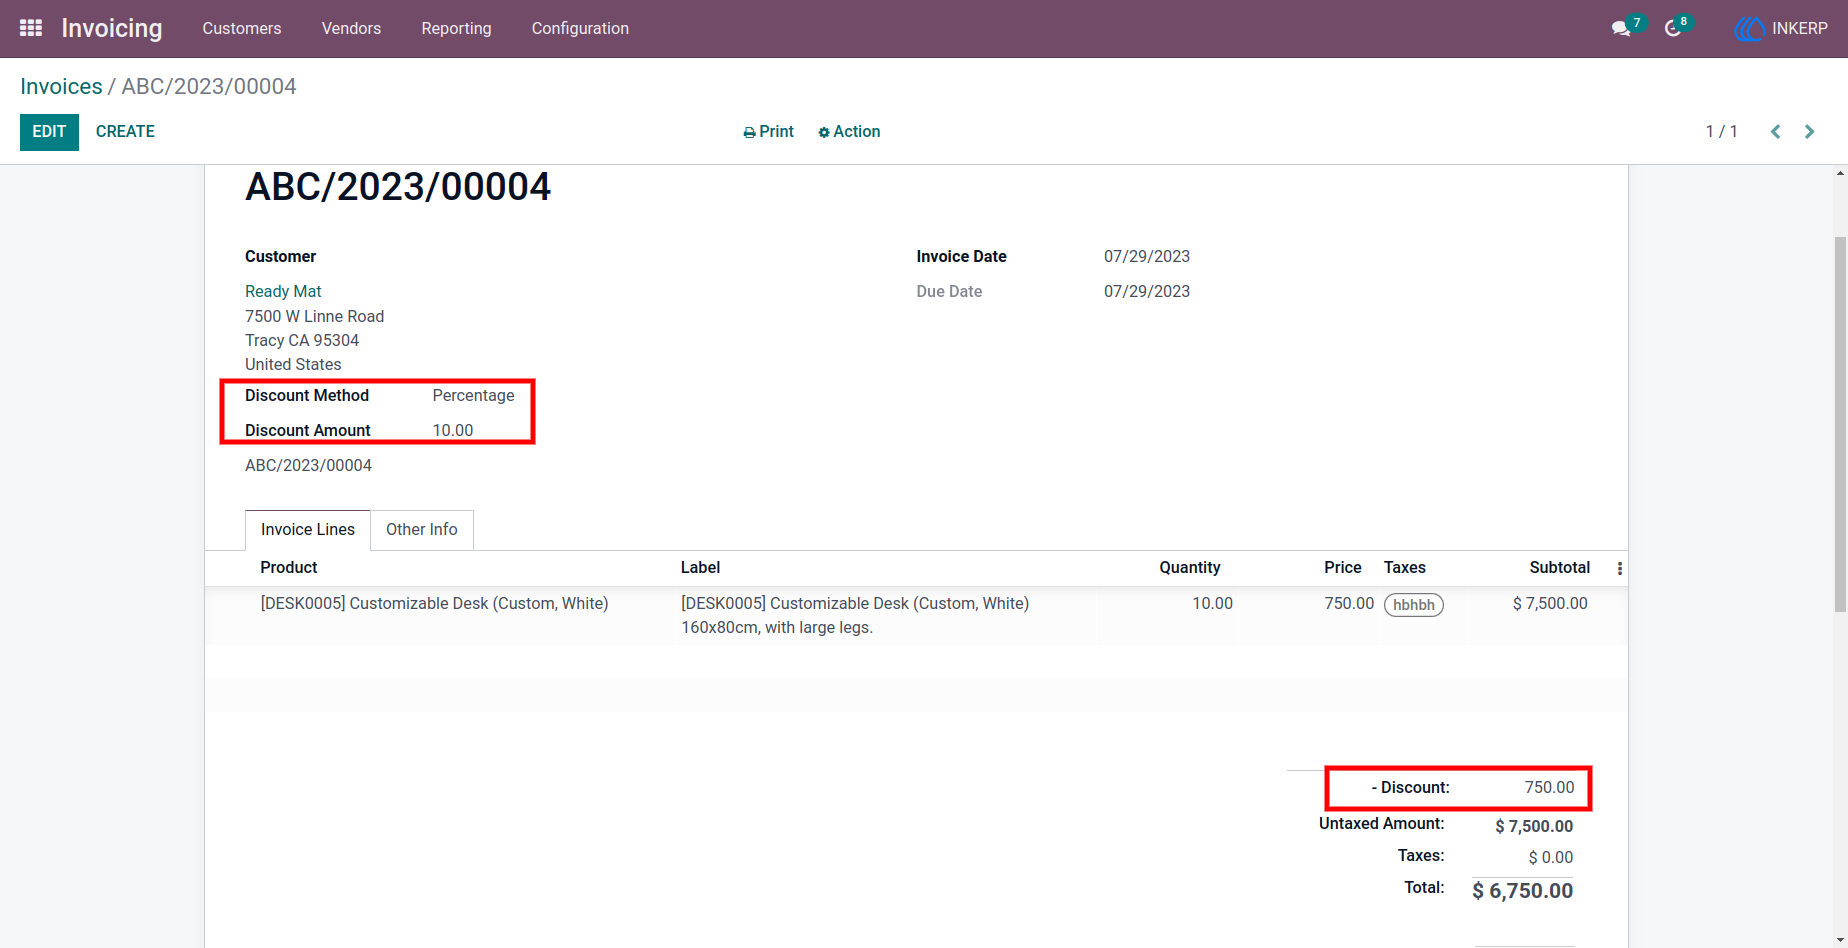 Invoicing Customers Vendors Reporting Configuration 7 8 INKERP
Invoices / ABC/2023/00004
EDIT CREATE Print Action 1 / 1
ABC/2023/00004
Customer
Invoice Date 07/29/2023
Ready Mat
Due Date 07/29/2023
7500 W Linne Road
Tracy CA 95304
United States
Discount Method Percentage
Discount Amount 10.00
ABC/2023/00004
Invoice Lines Other Info
Product Label Quantity Price Taxes Subtotal
[DESK0005] Customizable Desk (Custom, White) [DESK0005] Customizable Desk (Custom, White) 10.00 750.00 hbhbh $ 7,500.00
160x80cm, with large legs.
- Discount: 750.00
Untaxed Amount: $ 7,500.00
Taxes: $ 0.00
Total: $ 6,750.00